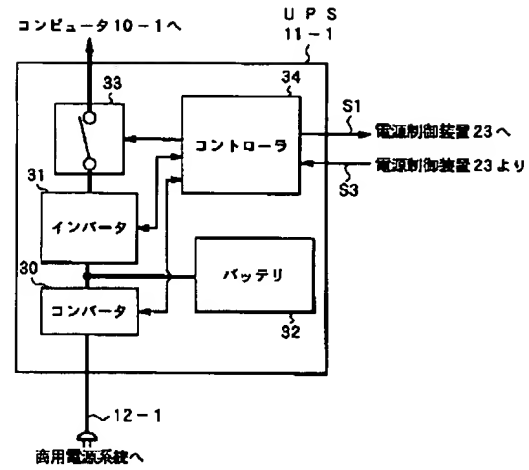 コンピュータ10-1へ
UPS
11-1
33
34
コントローラ
S1
電源制御装置23へ
電源制御装置23より
S3
31
インバータ
30
コンバータ
バッテリ
32
12-1
商用電源系統へ